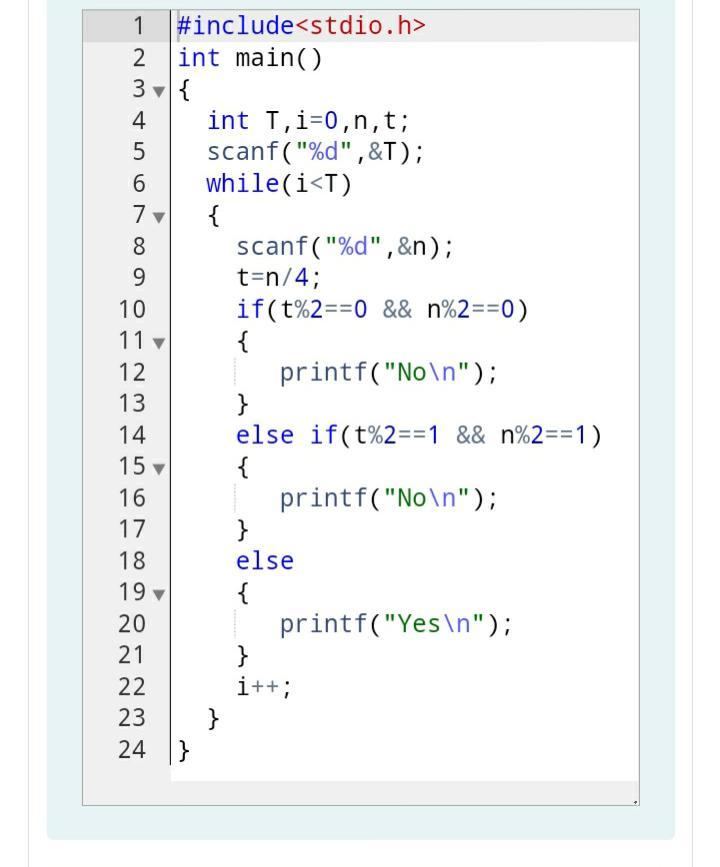 1 #include<stdio.h>
2 int main()
3 {
4 int T,i=0,n,t;
5 scanf("%d",&T);
6 while(i<T)
7 {
8 scanf("%d",&n);
9 t=n/4;
10 if(t%2==0 && n%2==0)
11 {
12 printf("No\n");
13 }
14 else if(t%2==1 && n%2==1)
15 {
16 printf("No\n");
17 }
18 else
19 {
20 printf("Yes\n");
21 }
22 i++;
23 }
24 }